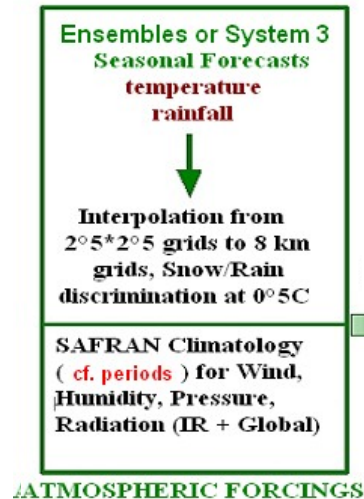 Ensembles or System 3
Seasonal Forecasts
temperature
rainfall
Interpolation from
2°5*2°5 grids to 8 km
grids, Snow/Rain
discrimination at 0°5C
SAFRAN Climatology
( cf. periods ) for Wind,
Humidity, Pressure,
Radiation (IR + Global)
ATMOSPHERIC FORCINGS